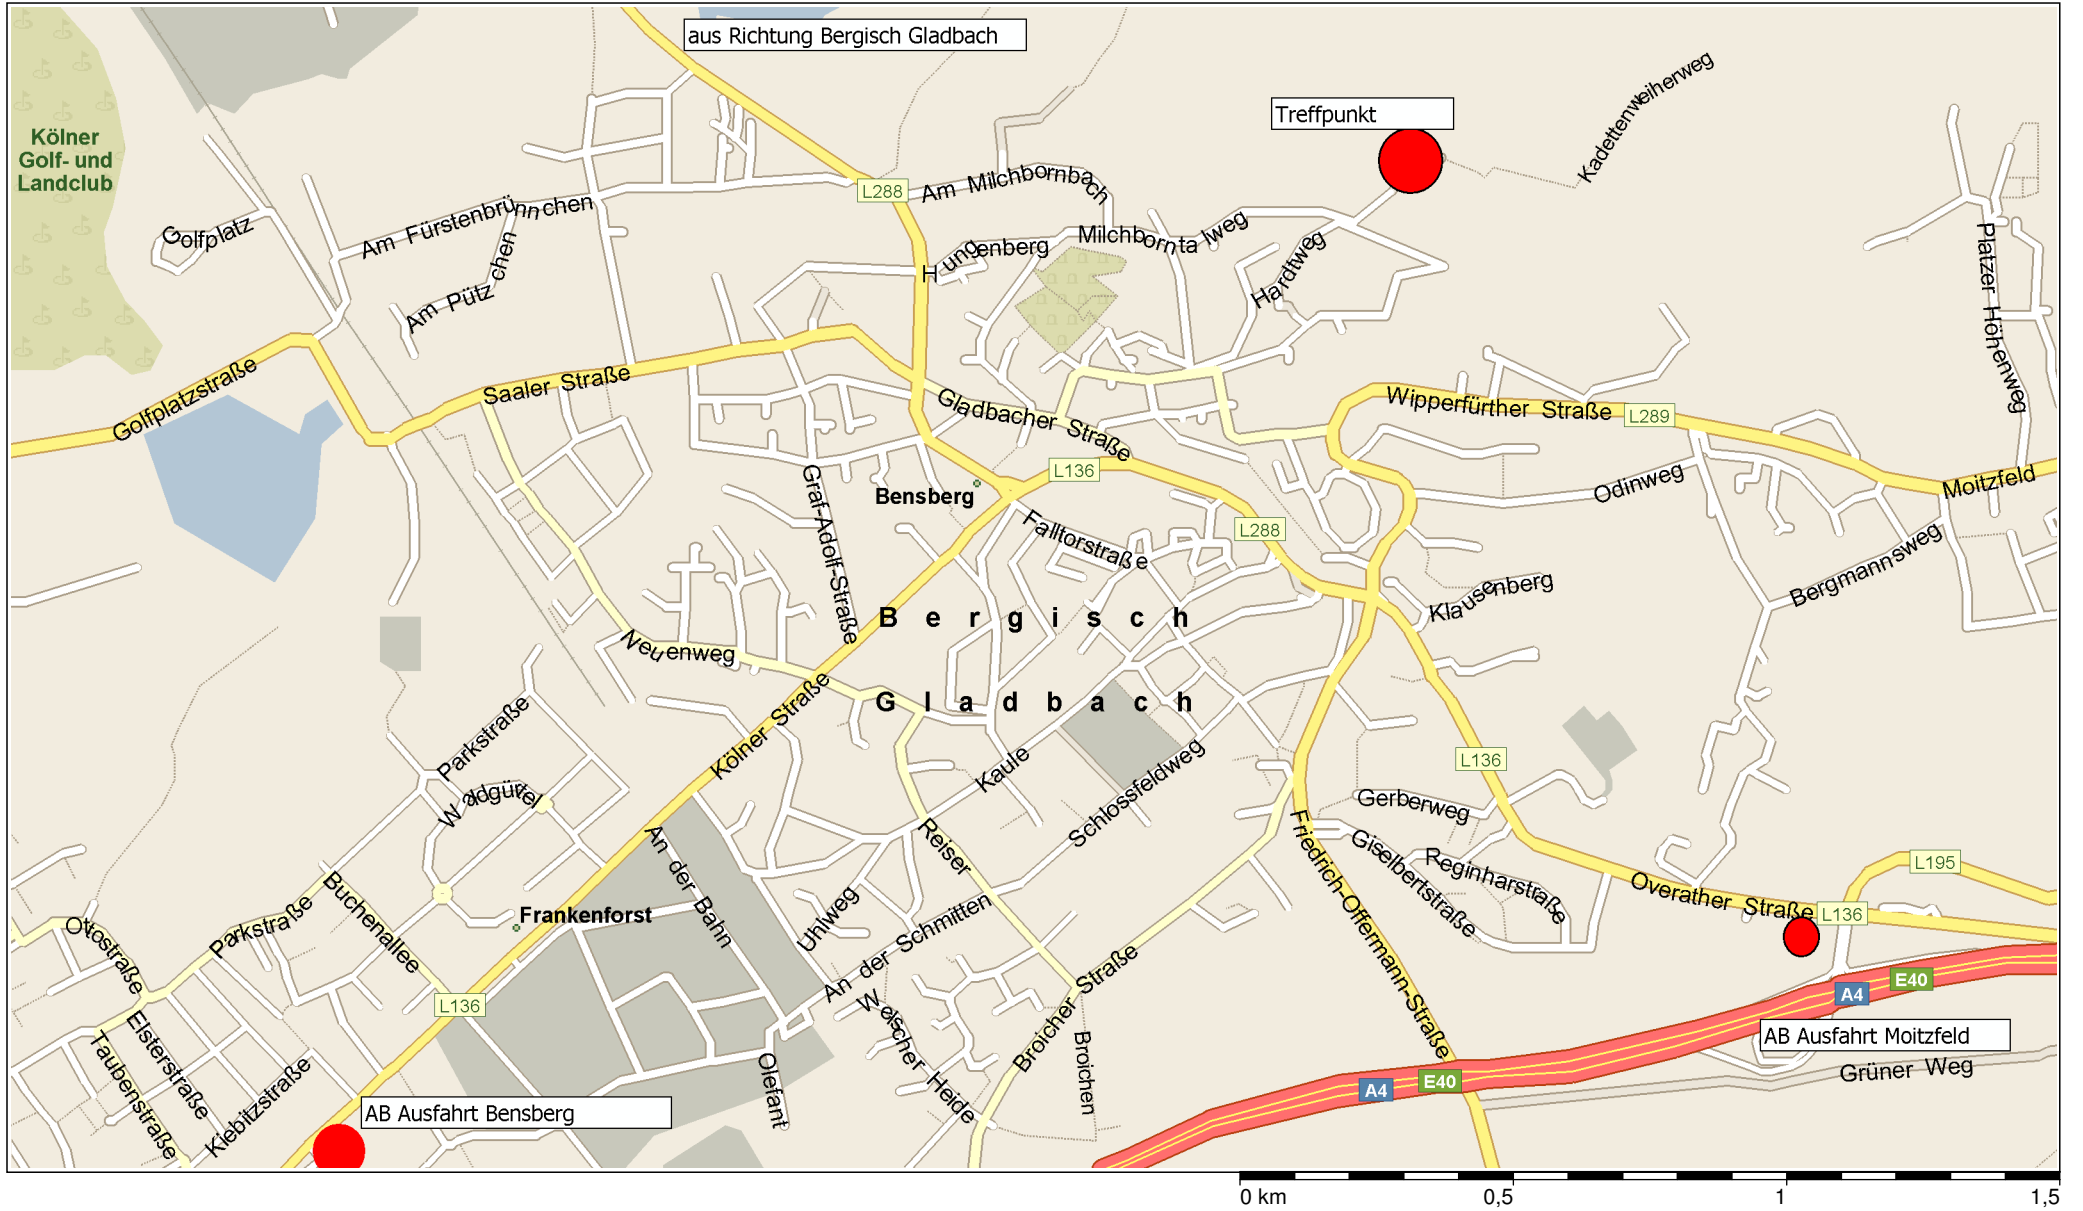 aus Richtung Bergisch Gladbach
Treffpunkt
Kadettenweiherweg
Kölner
Golf- und
Landclub
L288
Am Milchbornbach
Golfplatz
Am Fürstenbrünnchen
Am Pützchen
Hungenberg
Milchborntalweg
Hardtweg
Platzer Höhenweg
Golfplatzstraße
Saaler Straße
Gladbacher Straße
Wipperfürther Straße
L289
L136
Bensberg
Graf-Adolf-Straße
Falltorstraße
L288
Odinweg
Moitzfeld
Bergmannsweg
Klausenberg
Bergisch
Gladbach
Neuenweg
Kölner Straße
Parkstraße
Waldgürtel
Kaule
Schlossfeldweg
L136
Gerberweg
Giselbertstraße
Reginharstraße
Friedrich-Offermann-Straße
Reiser
An der Bahn
Uhlweg
An der Schmitten
Frankenforst
Buchenallee
Parkstraße
Ottostraße
Overather Straße
L195
L136
L136
Elsterstraße
Taubenstraße
Kiebitzstraße
Olefant
Welscher Heide
Broicher Straße
Broichen
A4
E40
A4
E40
AB Ausfahrt Moitzfeld
Grüner Weg
AB Ausfahrt Bensberg
0 km 0,5 1 1,5